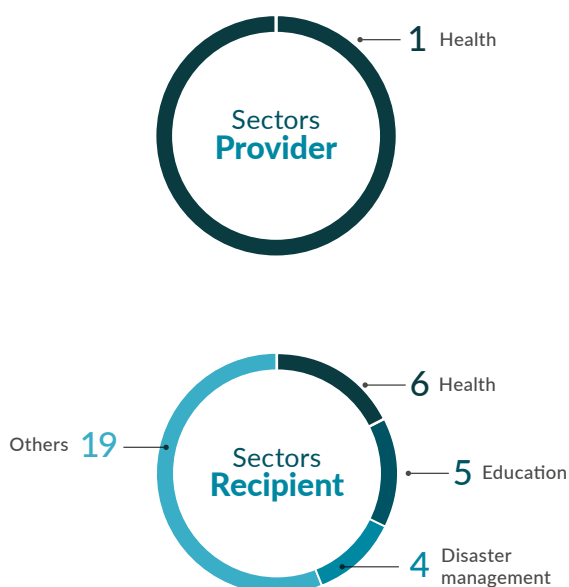 1 Health
Sectors
Provider
6 Health
Others 19
Sectors
Recipient
5 Education
4 Disaster
management